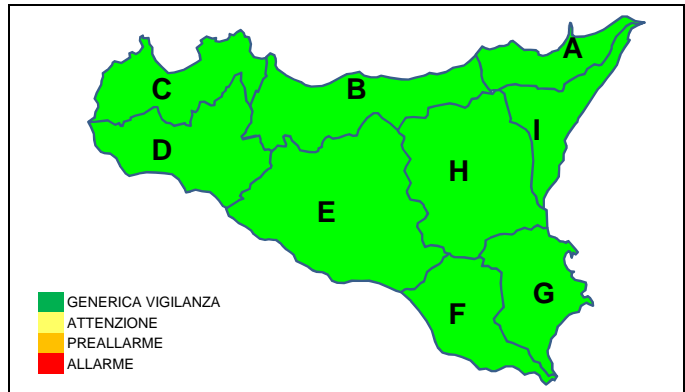 A
C
B
I
D
H
E
G
F
GENERICA VIGILANZA
ATTENZIONE
PREALLARME
ALLARME